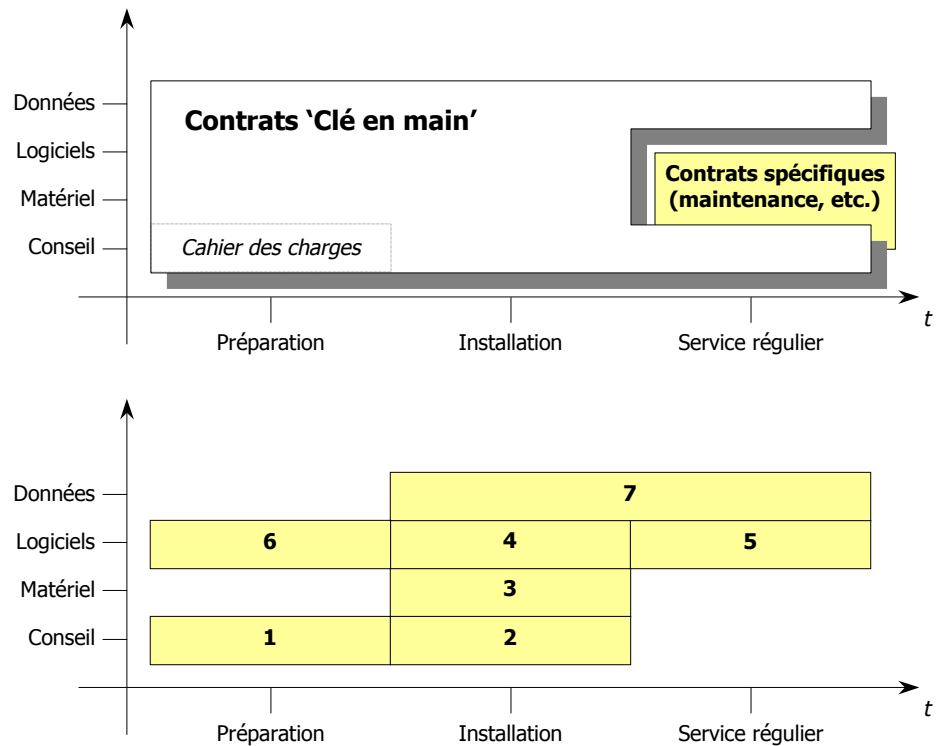 Données
Contrats ‘Clé en main’
Logiciels
Contrats spécifiques
(maintenance, etc.)
Matériel
Conseil
Cahier des charges
t
Préparation
Installation
Service régulier
Données
7
Logiciels
6
4
5
Matériel
3
Conseil
1
2
t
Préparation
Installation
Service régulier